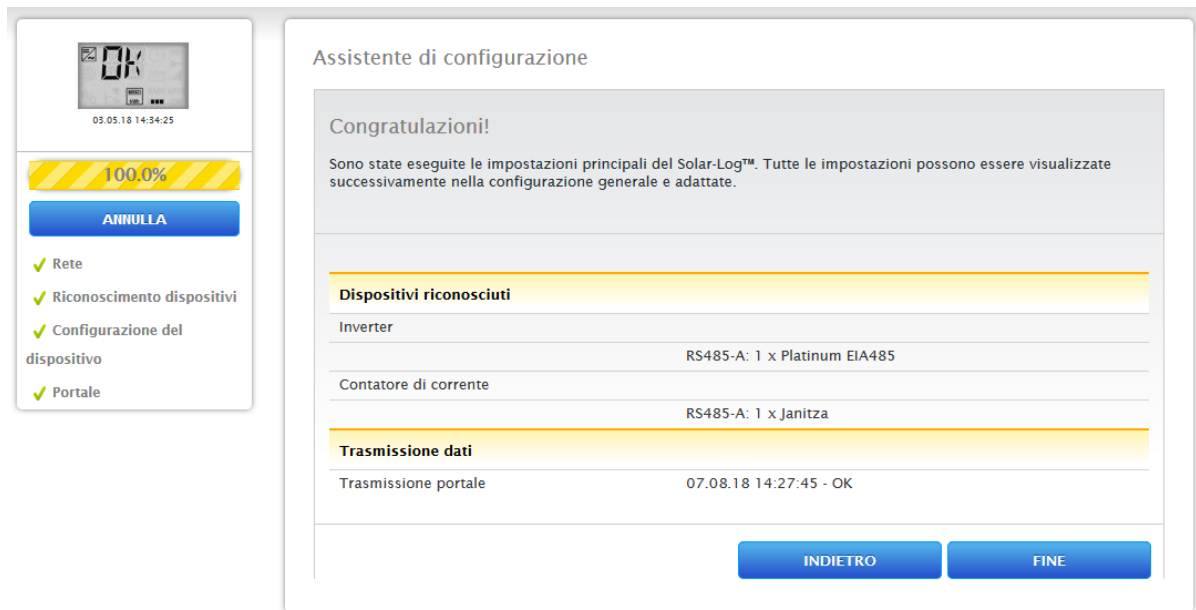 OK
03.05.18 14:34:25
100.0%
ANNULLA
Rete
Riconoscimento dispositivi
Configurazione del
dispositivo
Portale
Assistente di configurazione
Congratulazioni!
Sono state eseguite le impostazioni principali del Solar-Log™. Tutte le impostazioni possono essere visualizzate
successivamente nella configurazione generale e adattate.
Dispositivi riconosciuti
Inverter
RS485-A: 1 x Platinum EIA485
Contatore di corrente
RS485-A: 1 x Janitza
Trasmissione dati
Trasmissione portale 07.08.18 14:27:45 - OK
INDIETRO FINE